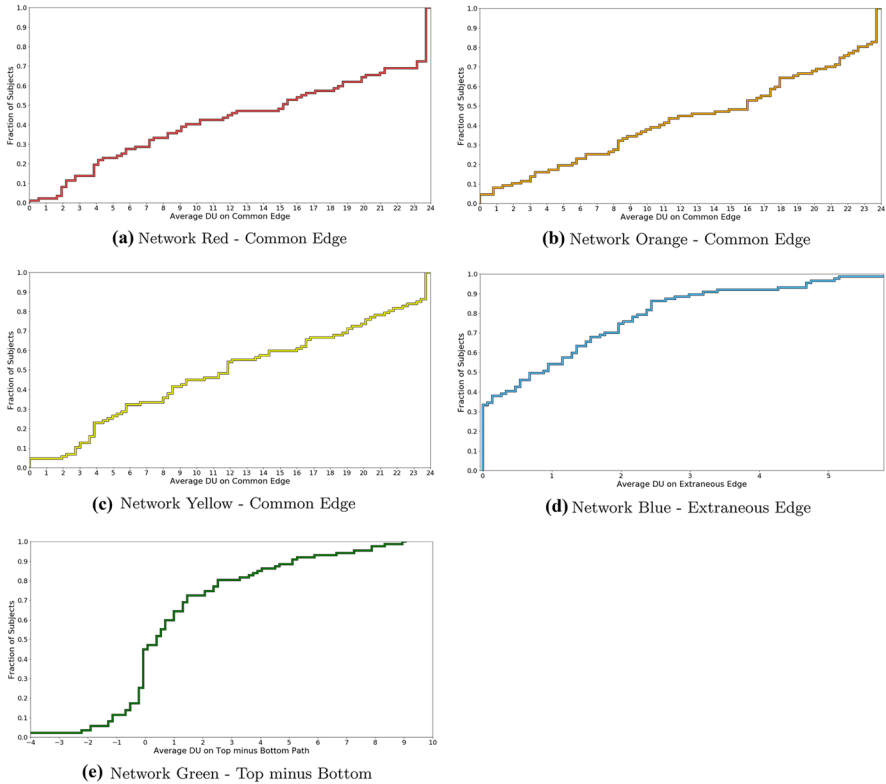 1.0
0.9
0.8
0.7
0.6
0.5
0.4
0.3
0.2
0.1
0.0
Fraction of Subjects
0 1 2 3 4 5 6 7 8 9 10 11 12 13 14 15 16 17 18 19 20 21 22 23 24
Average DU on Common Edge
(a) Network Red - Common Edge
1.0
0.9
0.8
0.7
0.6
0.5
0.4
0.3
0.2
0.1
0.0
Fraction of Subjects
0 1 2 3 4 5 6 7 8 9 10 11 12 13 14 15 16 17 18 19 20 21 22 23 24
Average DU on Common Edge
(b) Network Orange - Common Edge
1.0
0.9
0.8
0.7
0.6
0.5
0.4
0.3
0.2
0.1
0.0
Fraction of Subjects
0 1 2 3 4 5 6 7 8 9 10 11 12 13 14 15 16 17 18 19 20 21 22 23 24
Average DU on Common Edge
(c) Network Yellow - Common Edge
1.0
0.9
0.8
0.7
0.6
0.5
0.4
0.3
0.2
0.1
0.0
Fraction of Subjects
0 1 2 3 4 5
Average DU on Extraneous Edge
(d) Network Blue - Extraneous Edge
1.0
0.9
0.8
0.7
0.6
0.5
0.4
0.3
0.2
0.1
0.0
Fraction of Subjects
−4 −3 −2 −1 0 1 2 3 4 5 6 7 8 9 10
Average DU on Top minus Bottom Path
(e) Network Green - Top minus Bottom